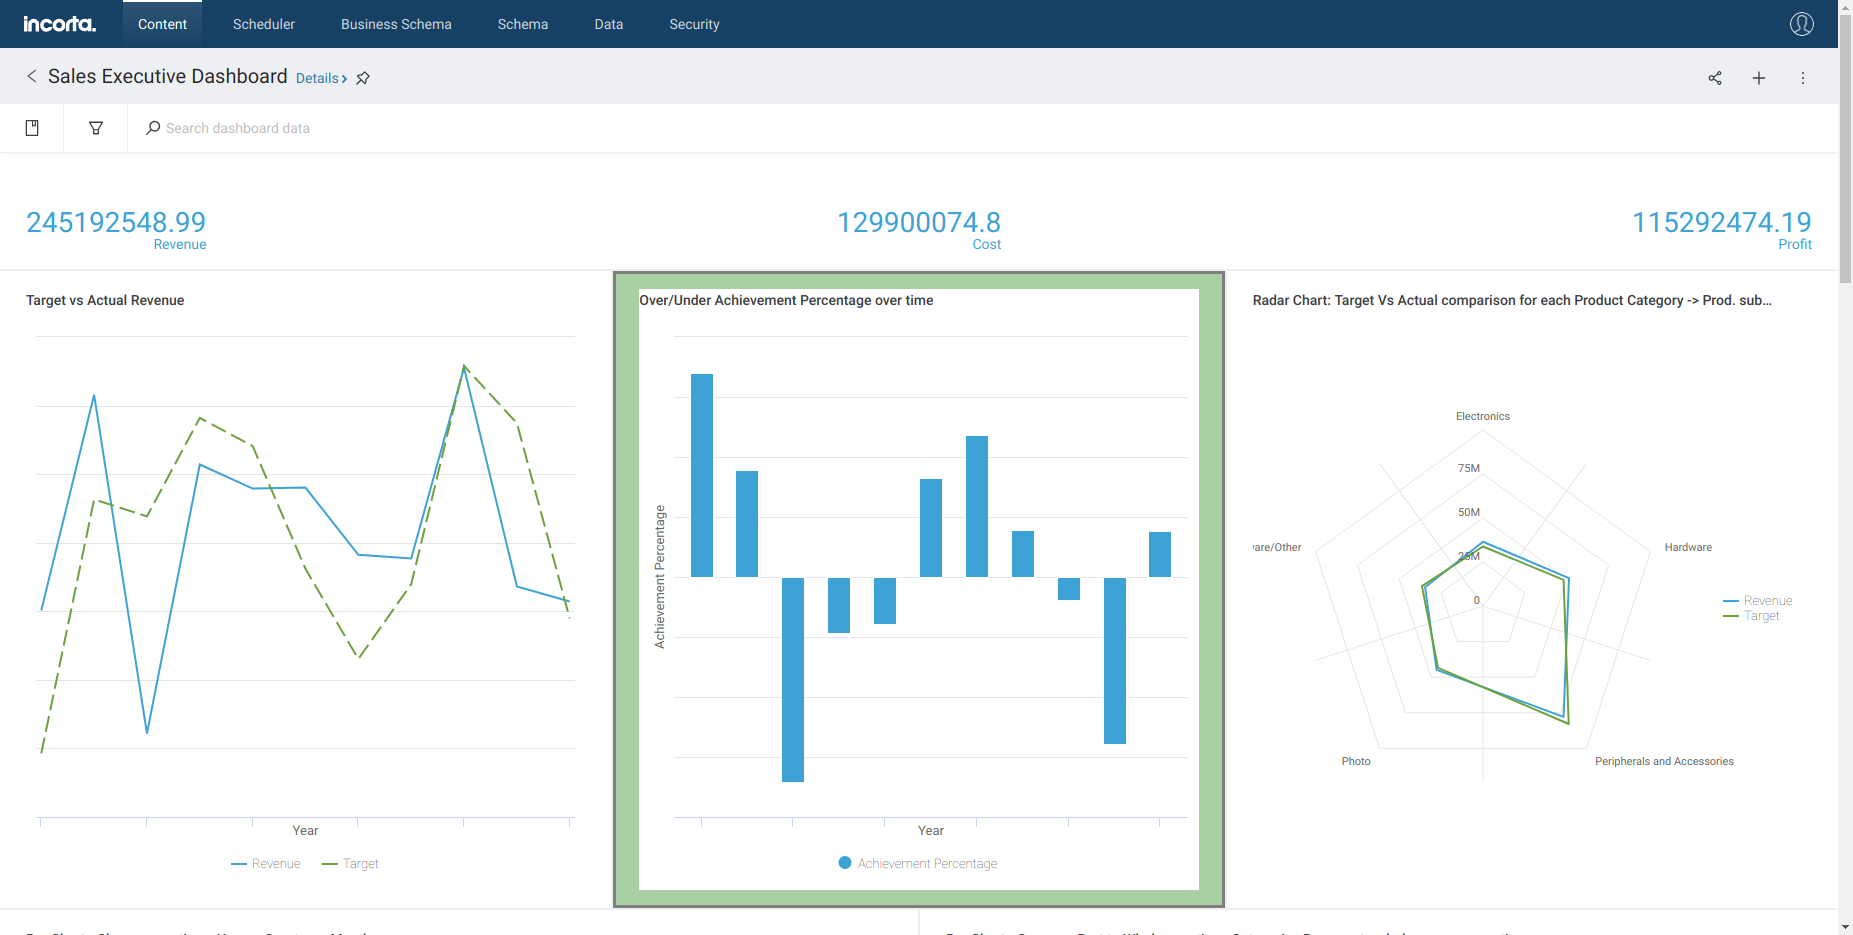 incorta.
Content
Scheduler
Business Schema
Schema
Data
Security
Sales Executive Dashboard
Details ›
Search dashboard data
245192548.99
Revenue
129900074.8
Cost
115292474.19
Profit
Target vs Actual Revenue
Year
Revenue
Target
Over/Under Achievement Percentage over time
Achievement Percentage
Year
Achievement Percentage
Radar Chart: Target Vs Actual comparison for each Product Category -> Prod. sub...
Electronics
75M
50M
25M
0
Hardware
are/Other
Photo
Peripherals and Accessories
Revenue
Target